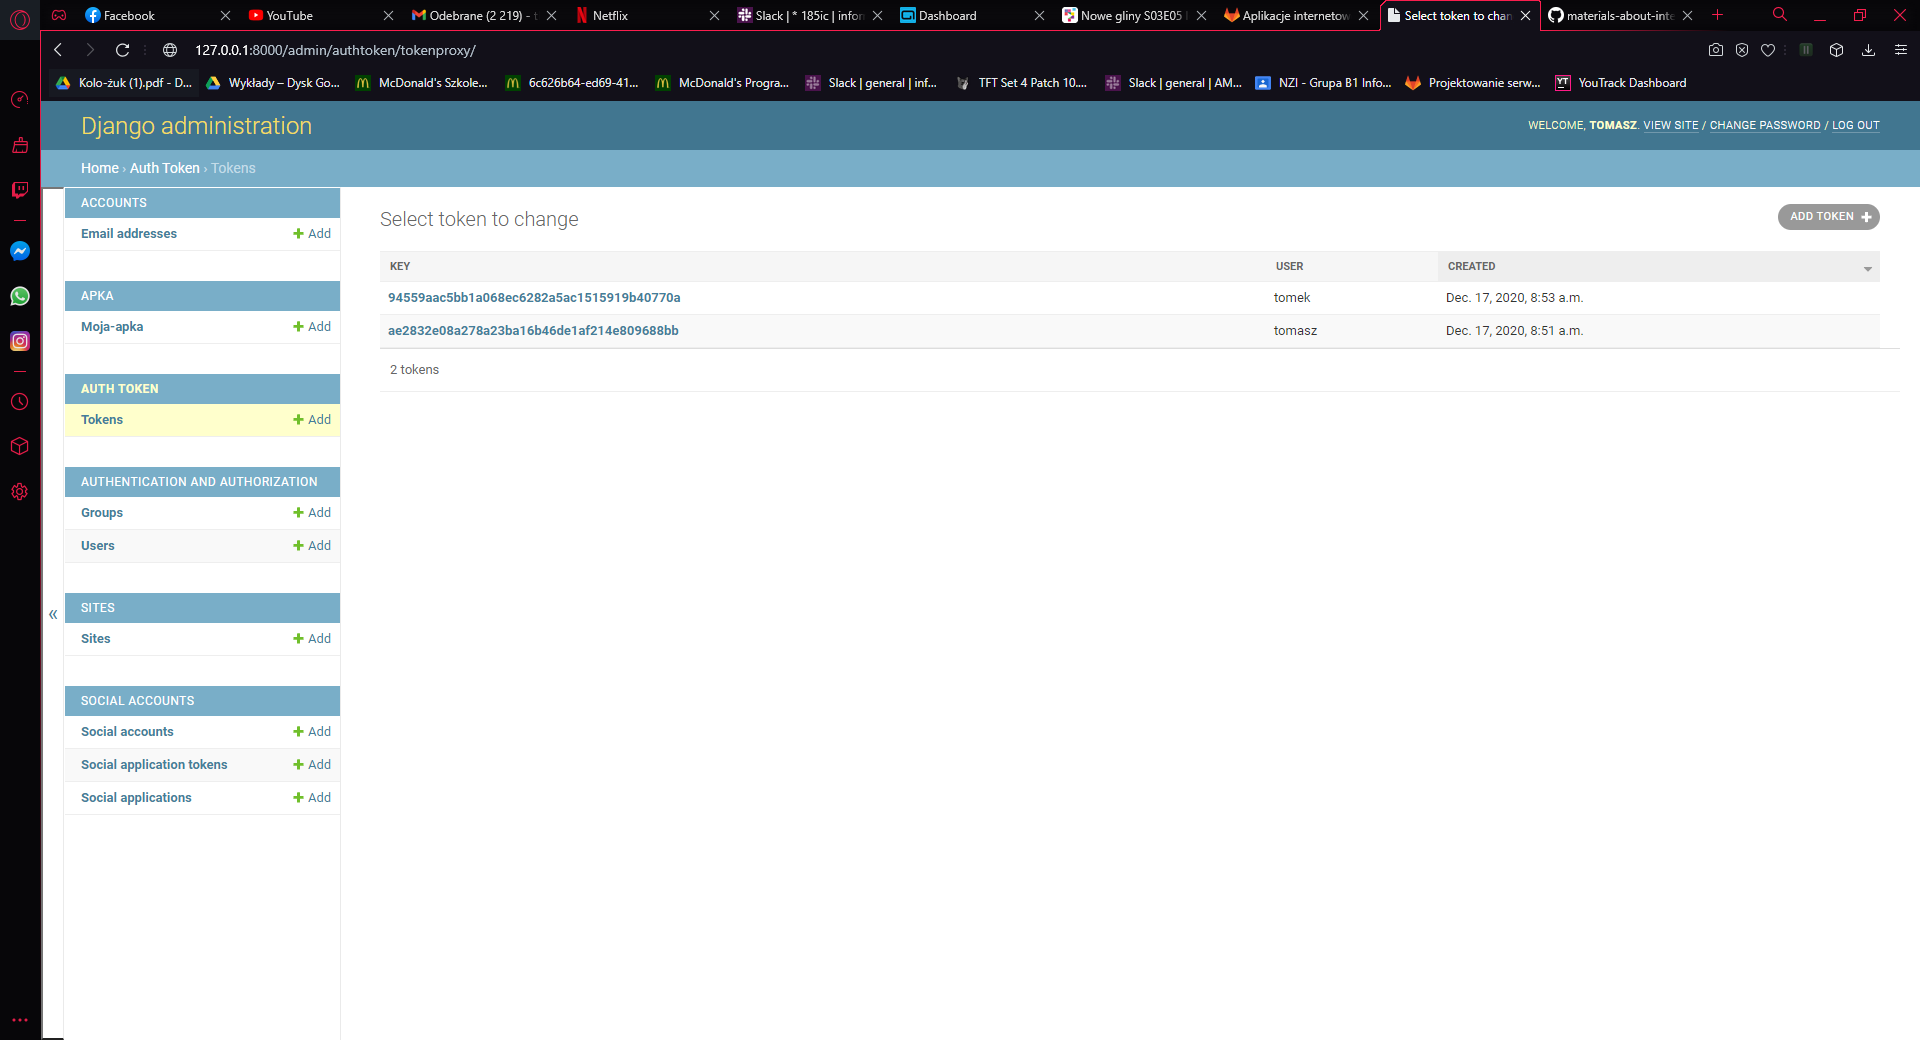 Facebook
YouTube
Odebrane (2 219) - t
Netflix
Slack | * 185ic | infor
Dashboard
Nowe gliny S03E05
Aplikacje internetow
Select token to chan
materials-about-inte
127.0.0.1:8000/admin/authtoken/tokenproxy/
Kolo-żuk (1).pdf - D...
Wykłady – Dysk Go...
McDonald's Szkole...
6c626b64-ed69-41...
McDonald's Progra...
Slack | general | inf...
TFT Set 4 Patch 10....
Slack | general | AM...
NZI - Grupa B1 Info...
Projektowanie serw...
YT YouTrack Dashboard
Django administration
WELCOME, TOMASZ. VIEW SITE / CHANGE PASSWORD / LOG OUT
Home › Auth Token › Tokens
ACCOUNTS
Email addresses Add
APKA
Moja-apka Add
AUTH TOKEN
Tokens Add
AUTHENTICATION AND AUTHORIZATION
Groups Add
Users Add
SITES
« 
Sites Add
SOCIAL ACCOUNTS
Social accounts Add
Social application tokens Add
Social applications Add
Select token to change
ADD TOKEN +
KEY USER CREATED
94559aac5bb1a068ec6282a5ac1515919b40770a tomek Dec. 17, 2020, 8:53 a.m.
ae2832e08a278a23ba16b46de1af214e809688bb tomasz Dec. 17, 2020, 8:51 a.m.
2 tokens